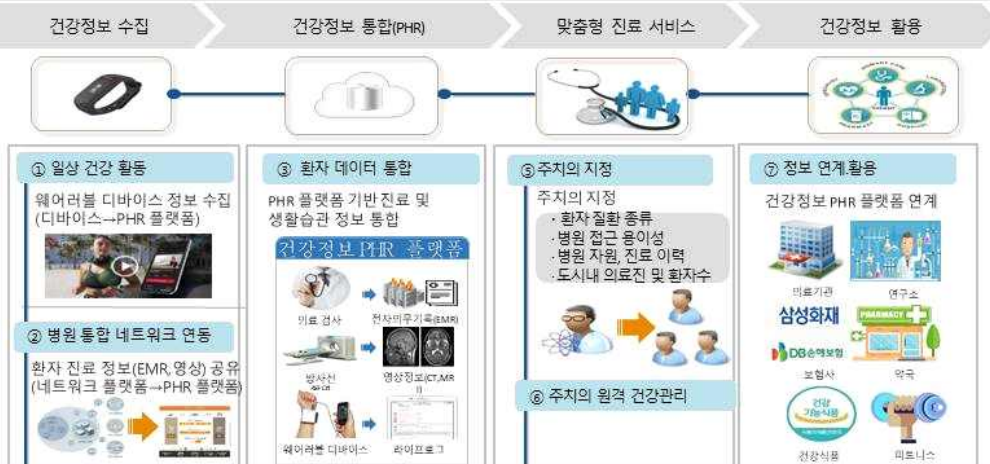 건강정보 수집
건강정보 통합(PHR)
맞춤형 진료 서비스
건강정보 활용
① 일상 건강 활동
웨어러블 디바이스 정보 수집
(디바이스→PHR 플랫폼)
② 병원 통합 네트워크 연동
환자 진료 정보(EMR,영상) 공유
(네트워크 플랫폼→PHR 플랫폼)
③ 환자 데이터 통합
PHR 플랫폼 기반 진료 및
생활습관 정보 통합
건강정보 PHR 플랫폼
의료 검사
전자의무기록(EMR)
방사선
영상정보(CT,MR
I)
웨어러블 디바이스
라이프로그
⑤ 주치의 지정
주치의 지정
· 환자 질환 종류
· 병원 접근 용이성
· 병원 자원, 진료 이력
· 도시내 의료진 및 환자수
⑥ 주치의 원격 건강관리
⑦ 정보 연계.활용
건강정보 PHR 플랫폼 연계
의료기관
연구소
삼성화재
DB손해보험
보험사
PHARMACY
약국
건강
기능식품
건강식품
피트니스